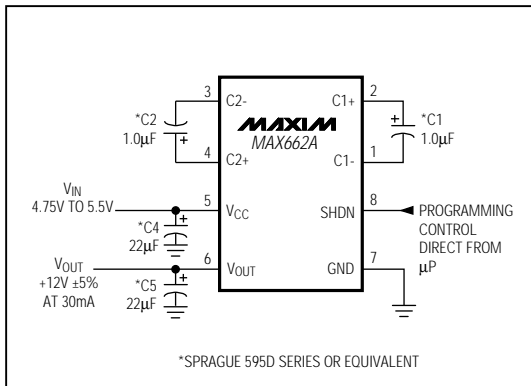 3
C2-
C1+
2
*C2
1.0µF
+
MAXIM
MAX662A
+
*C1
1.0µF
4
C2+
C1-
1
VIN
4.75V TO 5.5V
5
VCC
SHDN
8
PROGRAMMING
CONTROL
DIRECT FROM
µP
+
*C4
22µF
VOUT
+12V ±5%
AT 30mA
6
VOUT
GND
7
+
*C5
22µF
*SPRAGUE 595D SERIES OR EQUIVALENT